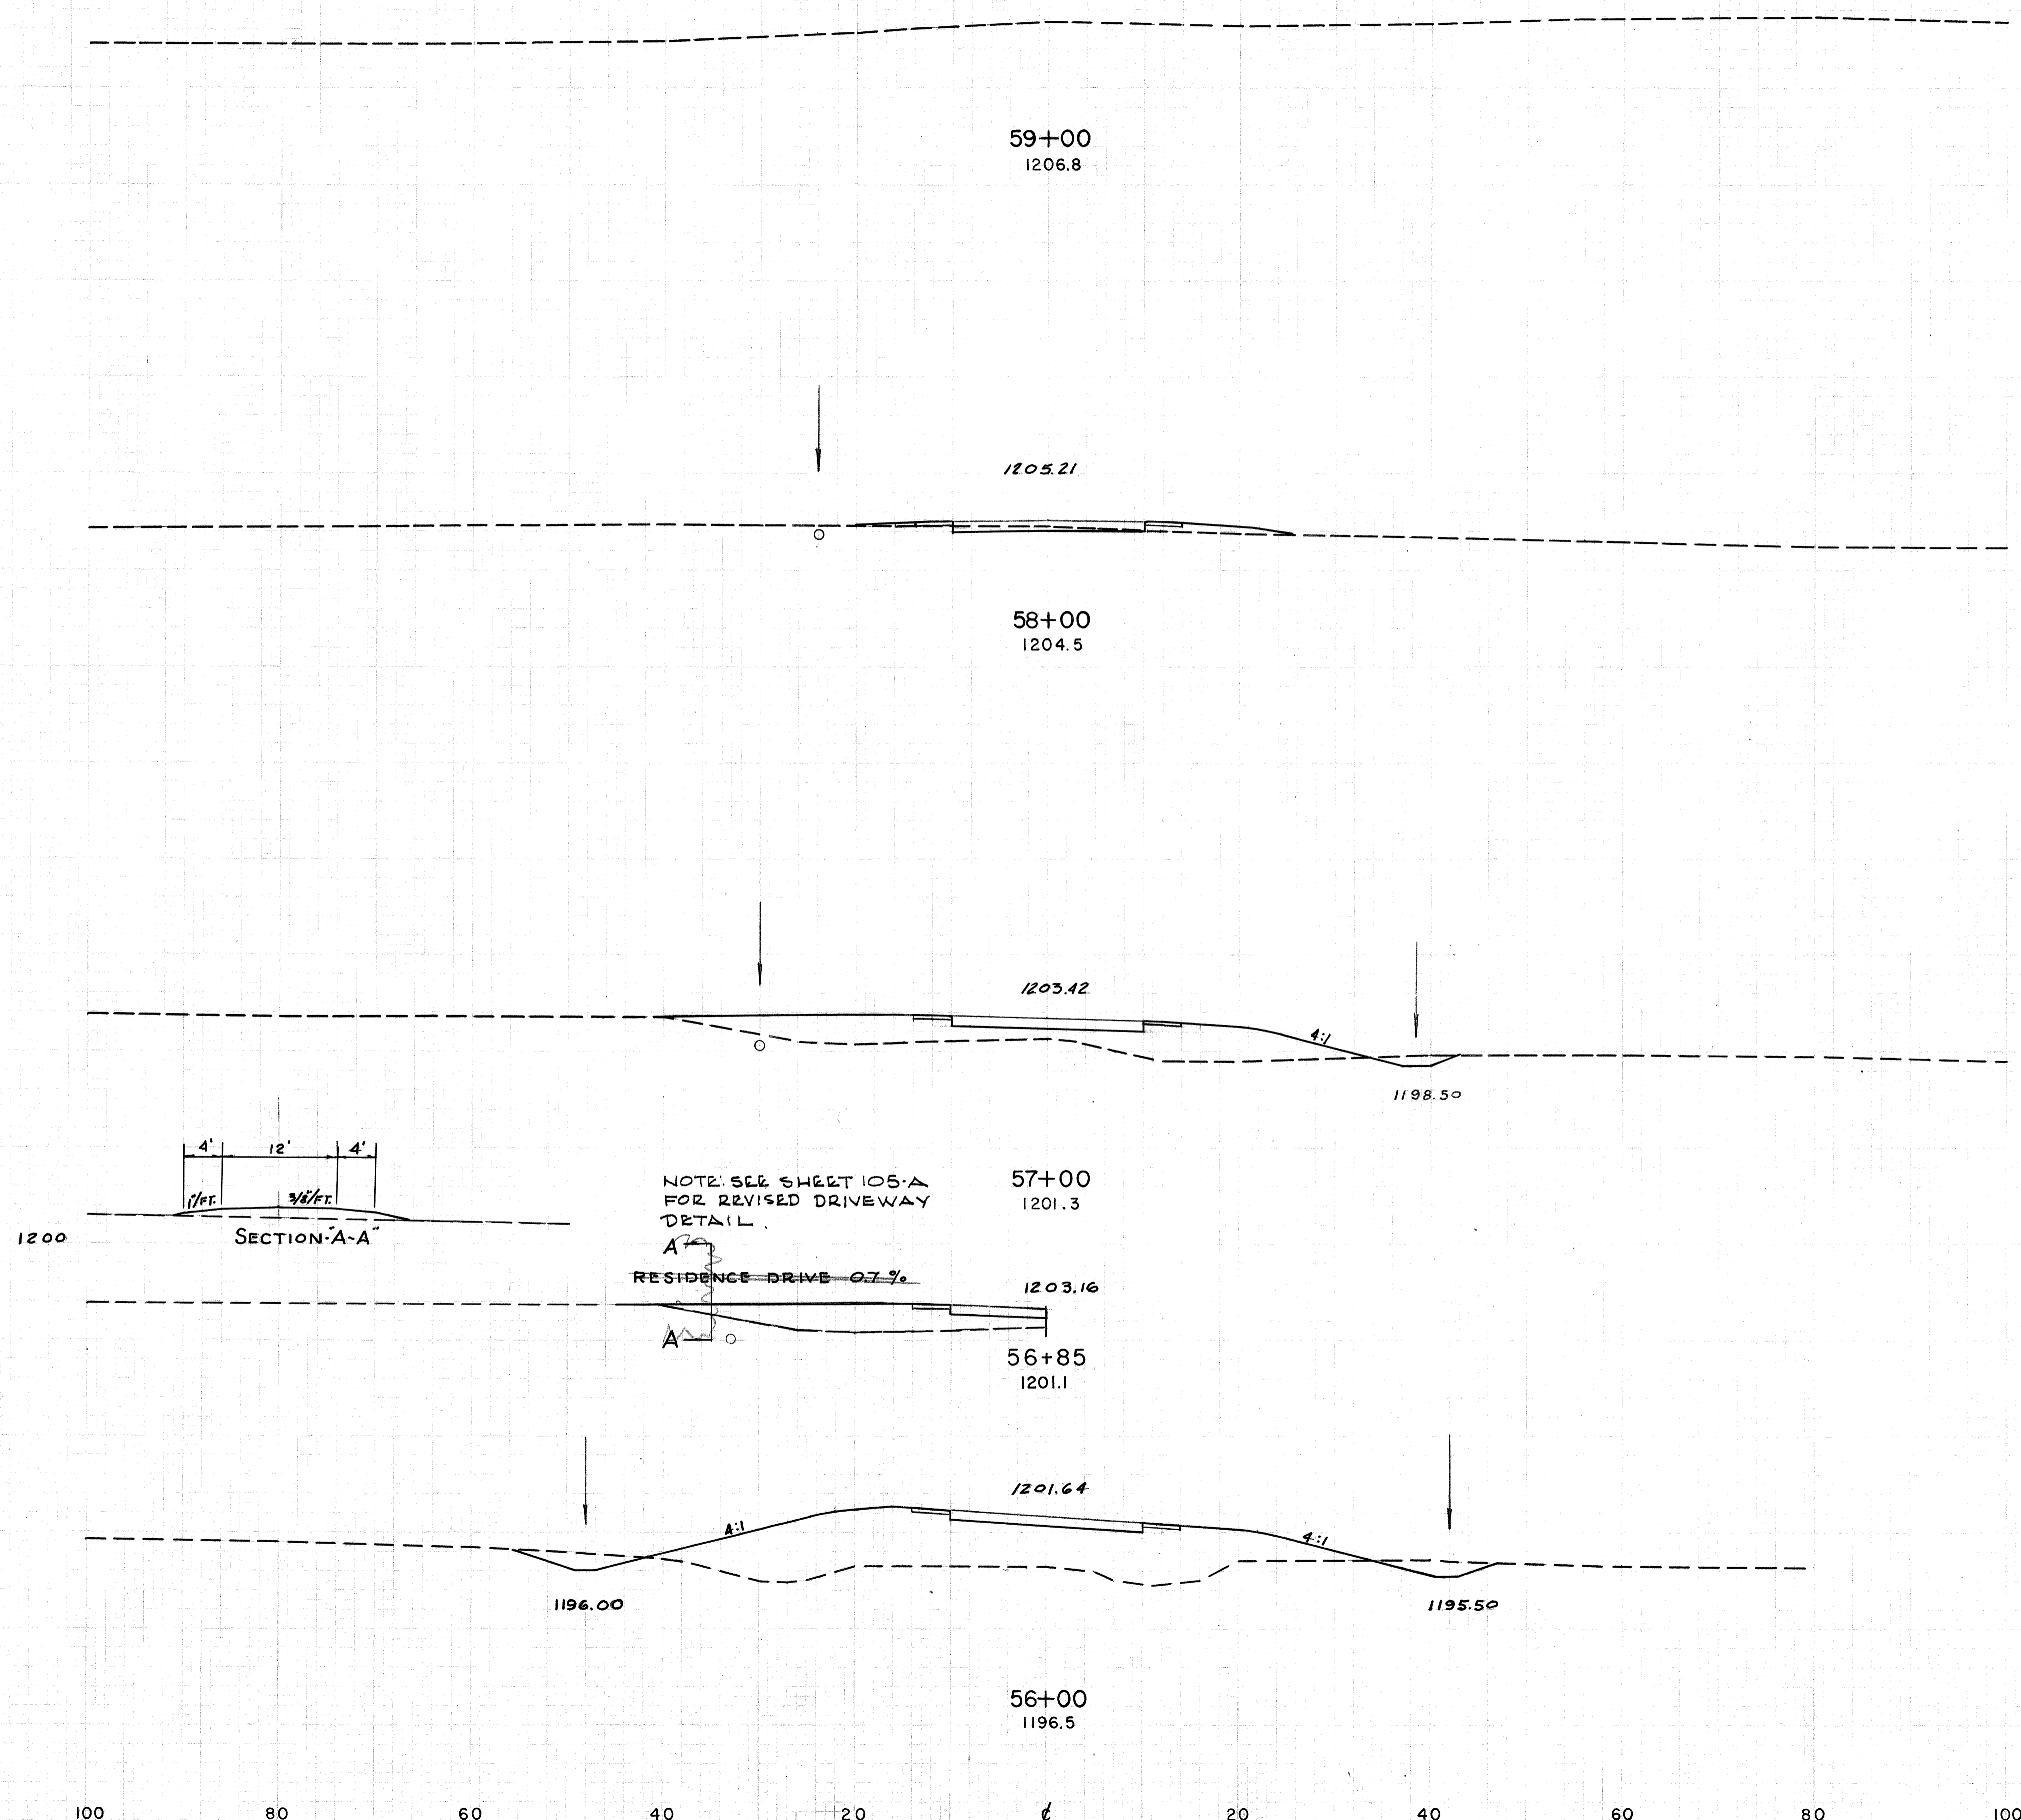 59+00
1206.8
1205.21
58+00
1204.5
1203.42
4:1
1198.50
4' 12' 4'
1"/FT. 3/8"/FT.
SECTION-"A-A"
1200
NOTE: SEE SHEET 105-A
FOR REVISED DRIVEWAY
DETAIL.
57+00
1201.3
A
RESIDENCE DRIVE 0.7%
1203.16
A
56+85
1201.1
1201.64
4:1
4:1
1196.00
1195.50
56+00
1196.5
100 80 60 40 20 ℄ 20 40 60 80 100